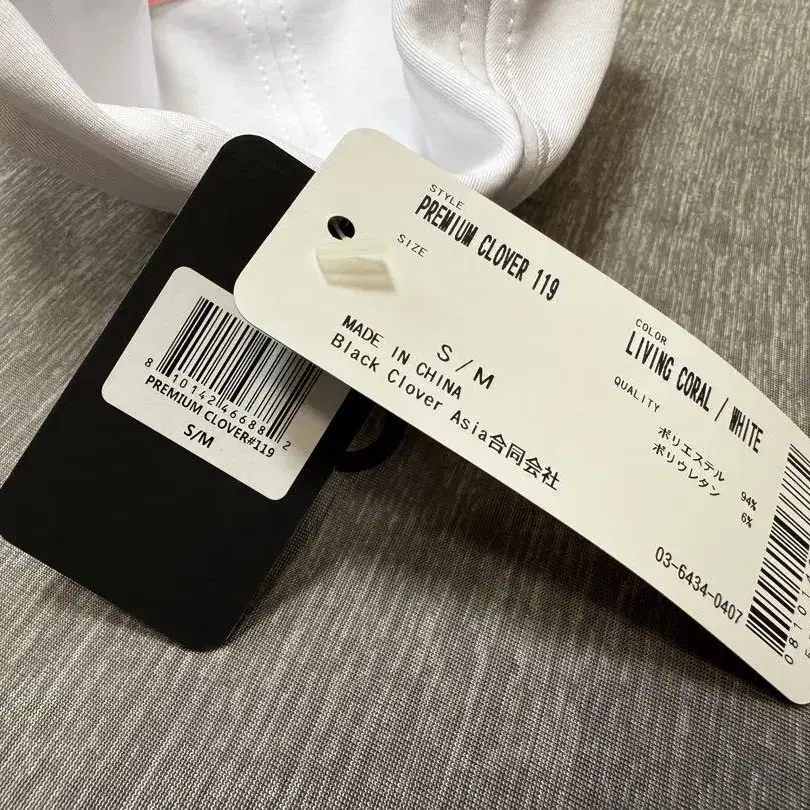 STYLE
PREMIUM CLOVER 119
SIZE
S/M
MADE IN CHINA
Black Clover Asia合同会社
COLOR
LIVING CORAL / WHITE
QUALITY
ポリエステル 94%
ポリウレタン 6%
03-6434-0407
8 10142 46688 2
PREMIUM CLOVER#119
S/M